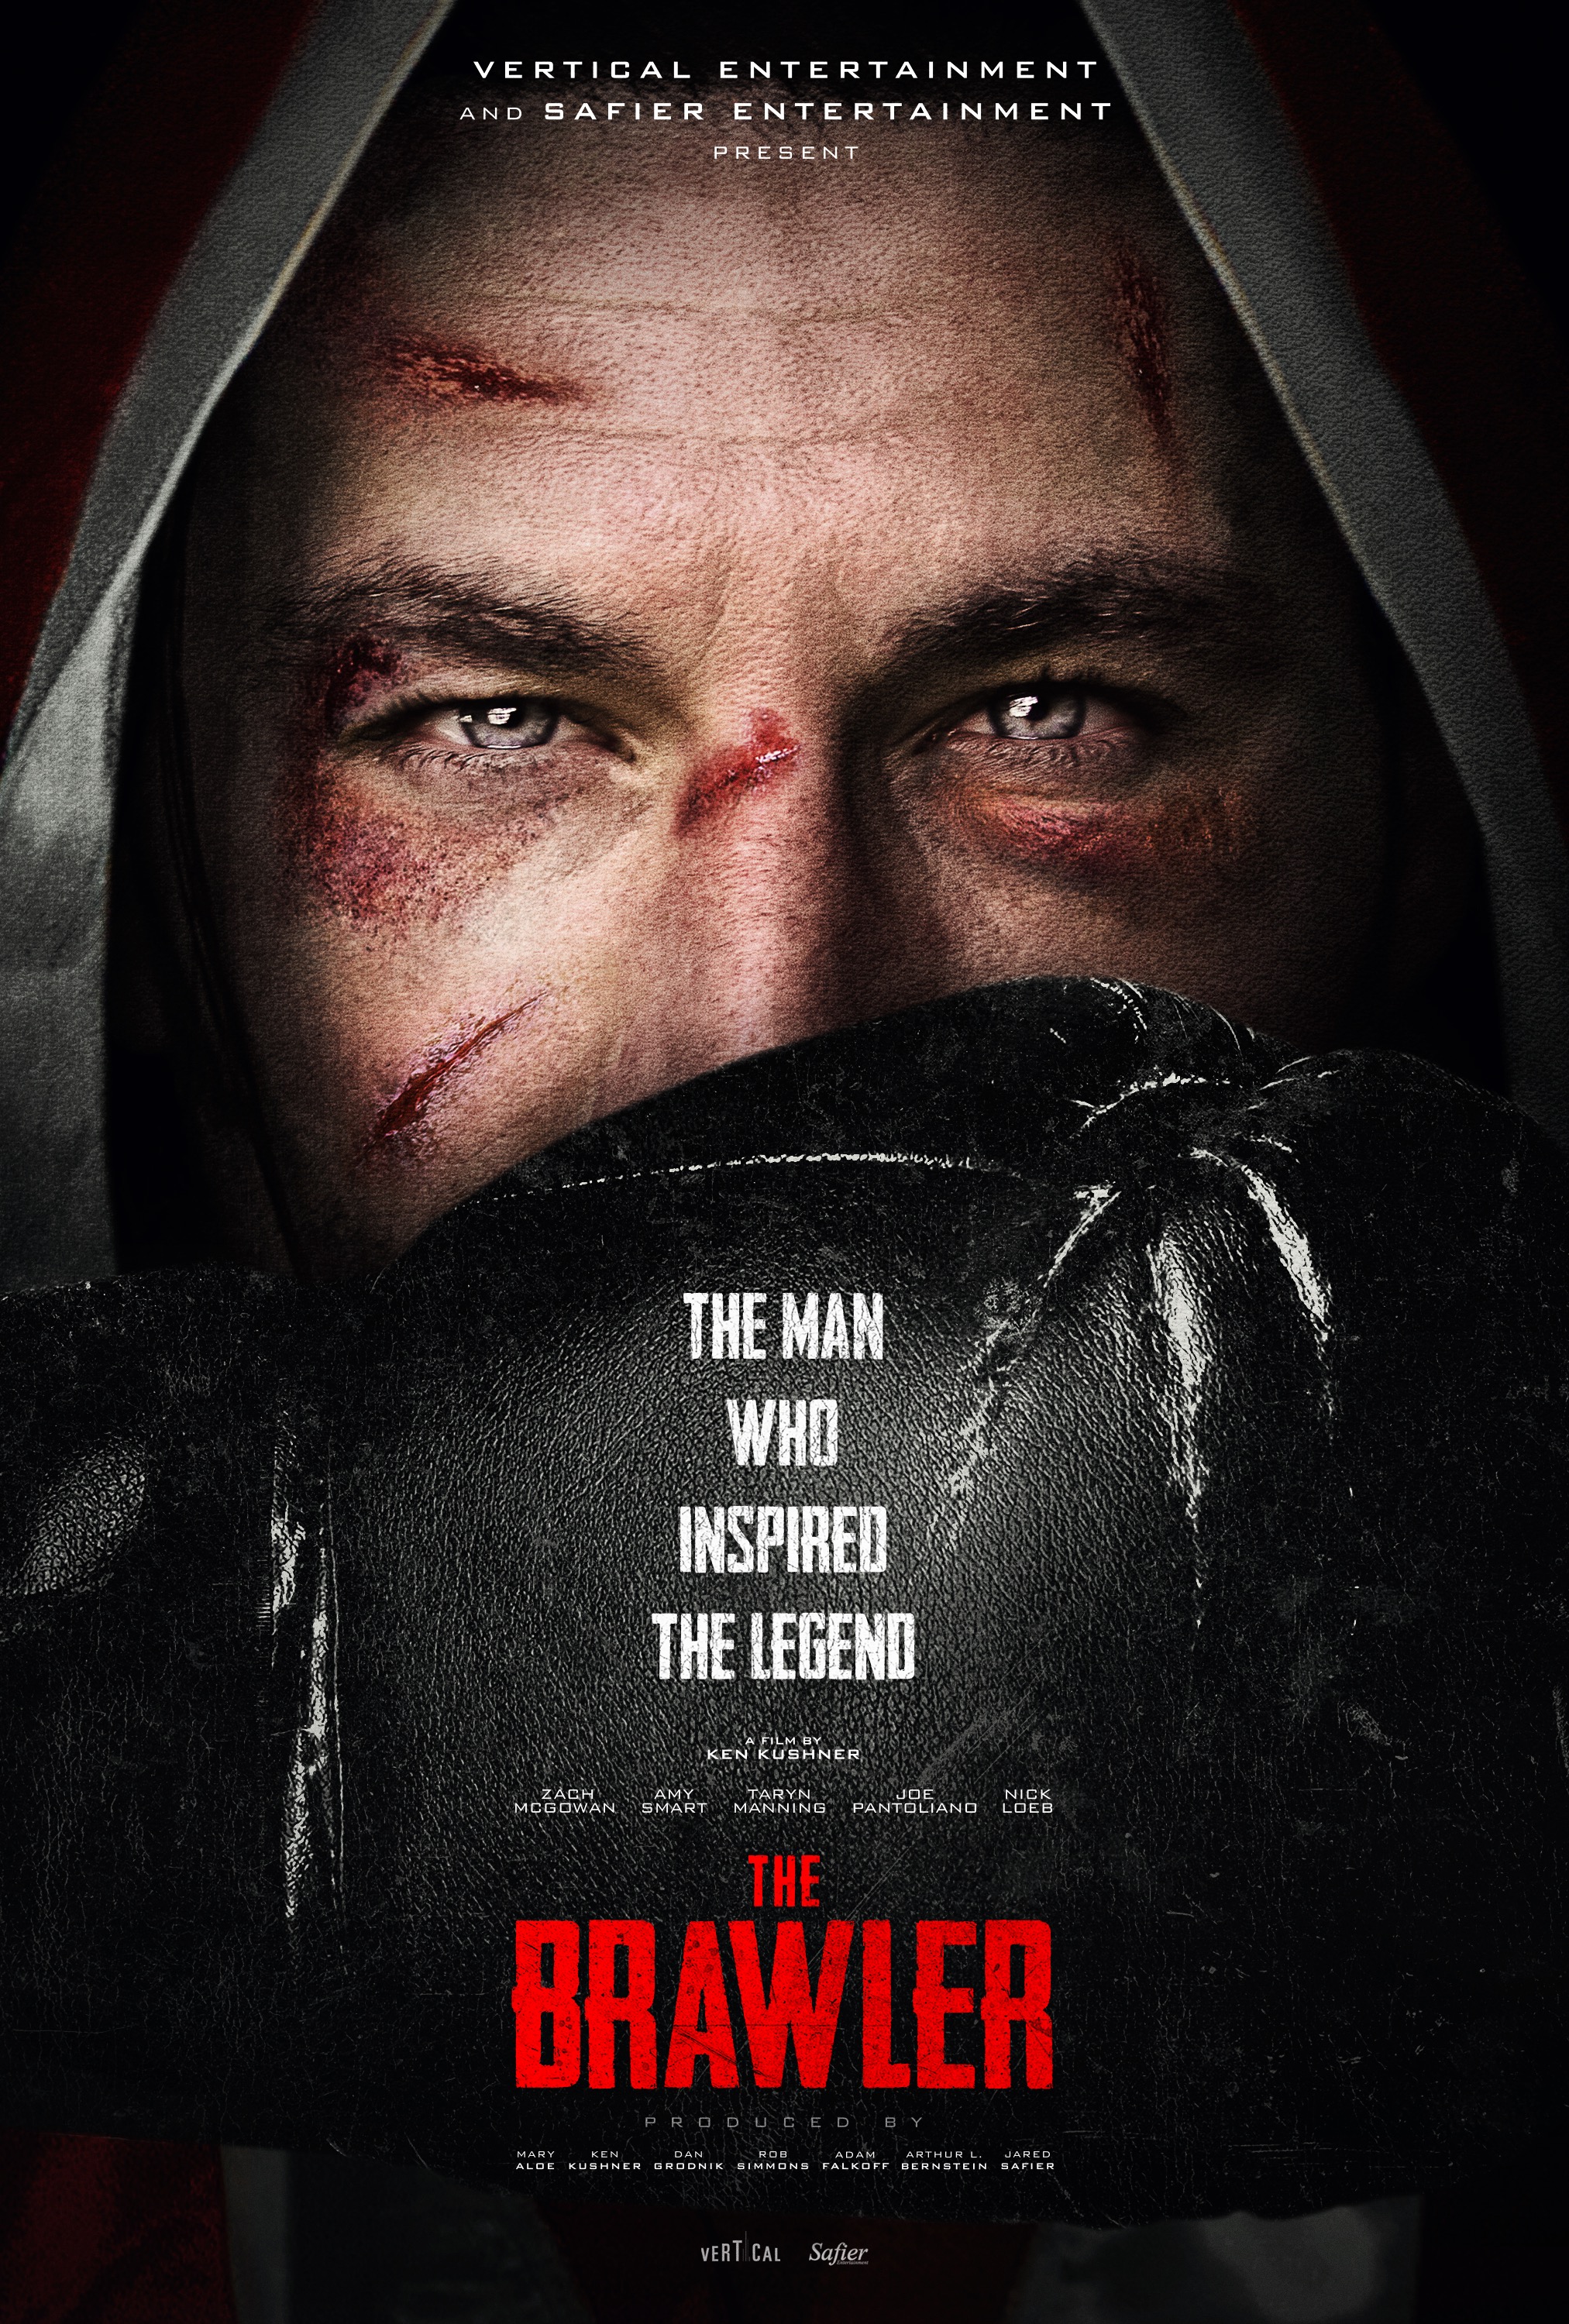 VERTICAL ENTERTAINMENT
AND SAFIER ENTERTAINMENT
PRESENT
THE MAN
WHO
INSPIRED
THE LEGEND
A FILM BY
KEN KUSHNER
ZACH MCGOWAN AMY SMART TARYN MANNING JOE PANTOLIANO NICK LOEB
THE
BRAWLER
PRODUCED BY
MARY ALOE KEN KUSHNER DAN GRODNIK ROB SIMMONS ADAM FALKOFF ARTHUR L. BERNSTEIN JARED SAFIER
VERTICAL Safier Entertainment